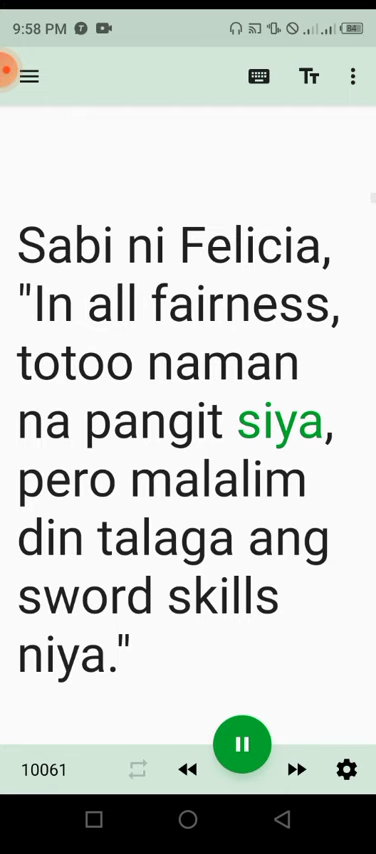 9:58 PM
84
Sabi ni Felicia,
"In all fairness,
totoo naman
na pangit siya,
pero malalim
din talaga ang
sword skills
niya."
10061